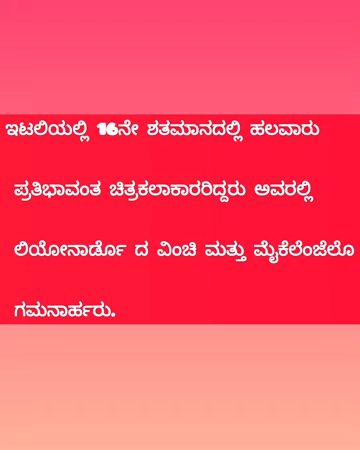 ಇಟಲಿಯಲ್ಲಿ 16ನೇ ಶತಮಾನದಲ್ಲಿ ಹಲವಾರು
ಪ್ರತಿಭಾವಂತ ಚಿತ್ರಕಲಾಕಾರರಿದ್ದರು ಅವರಲ್ಲಿ
ಲಿಯೋನಾರ್ಡೊ ದ ವಿಂಚಿ ಮತ್ತು ಮೈಕೆಲೆಂಜೆಲೊ
ಗಮನಾರ್ಹರು.